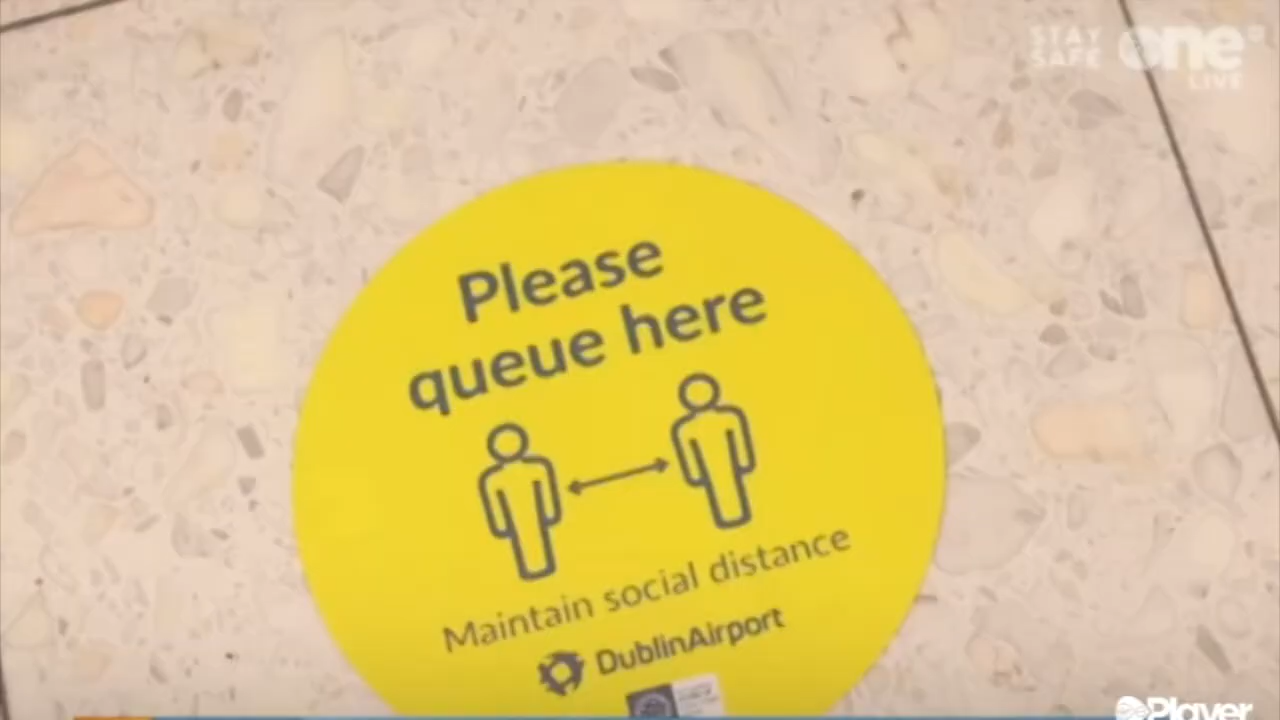 STAY
SAFE
one
LIVE
Please
queue here
Maintain social distance
DublinAirport
Player